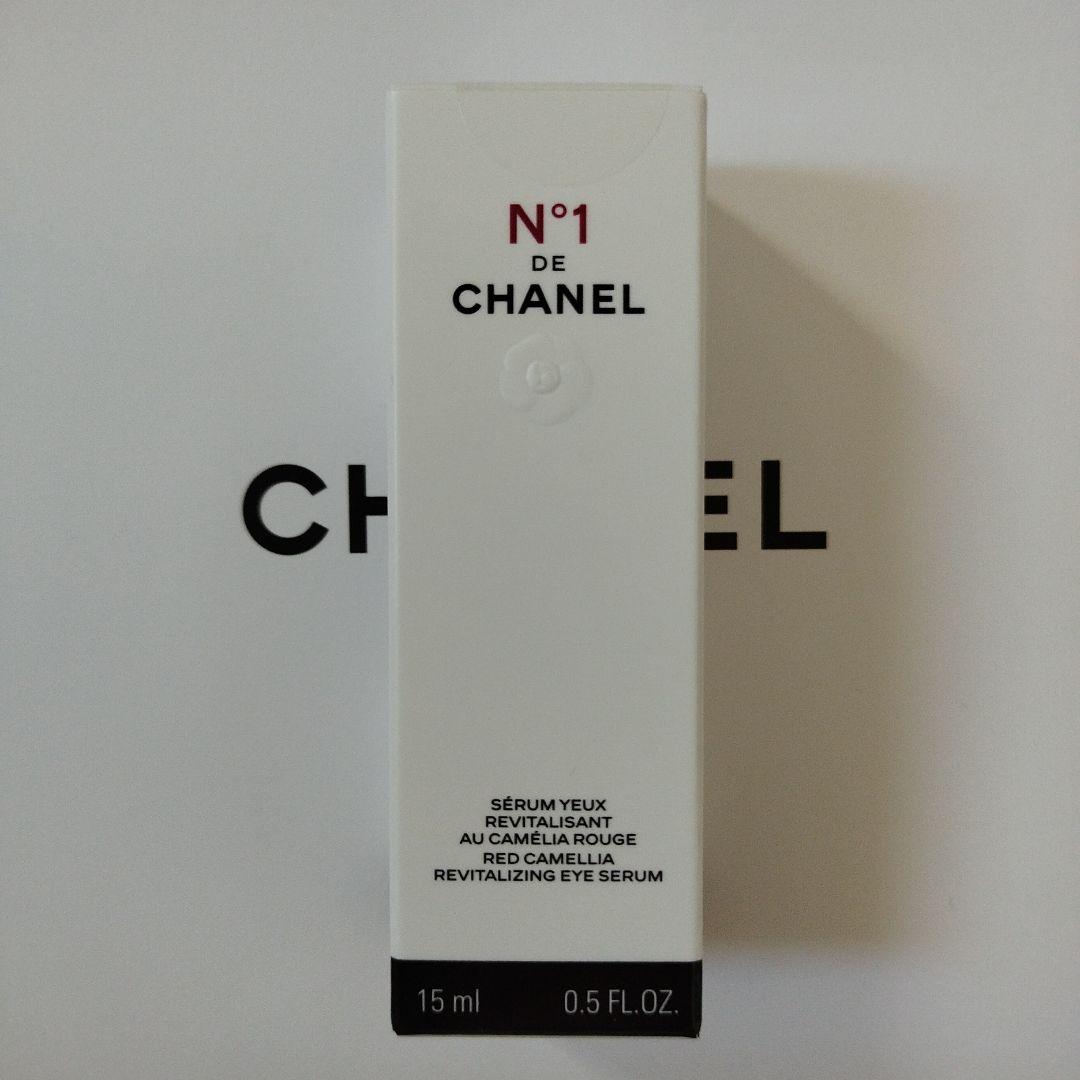 N°1
DE
CHANEL
CH EL
SÉRUM YEUX
REVITALISANT
AU CAMÉLIA ROUGE
RED CAMELLIA
REVITALIZING EYE SERUM
15 ml 0.5 FL.OZ.